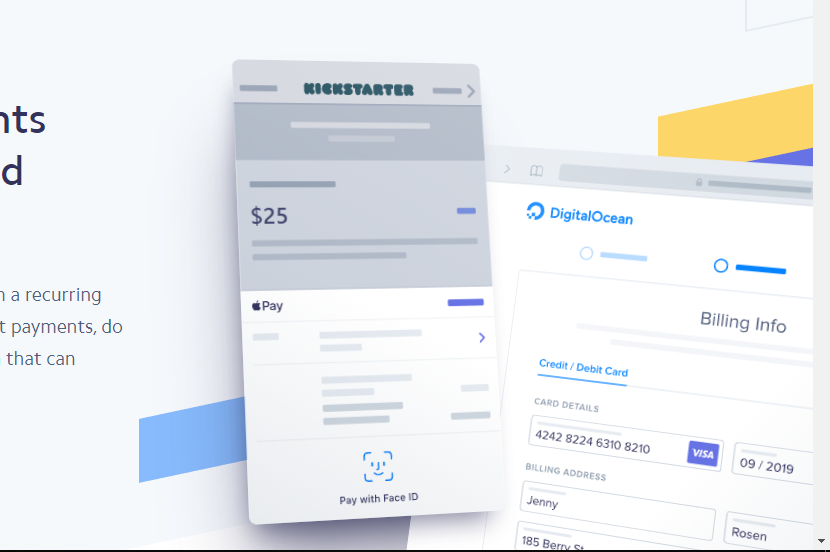 nts
d
n a recurring
t payments, do
that can
KICKSTARTER
$25
Pay
Pay with Face ID
DigitalOcean
Billing Info
Credit / Debit Card
CARD DETAILS
4242 8224 6310 8210
VISA
09 / 2019
BILLING ADDRESS
Jenny
Rosen
185 Berry St